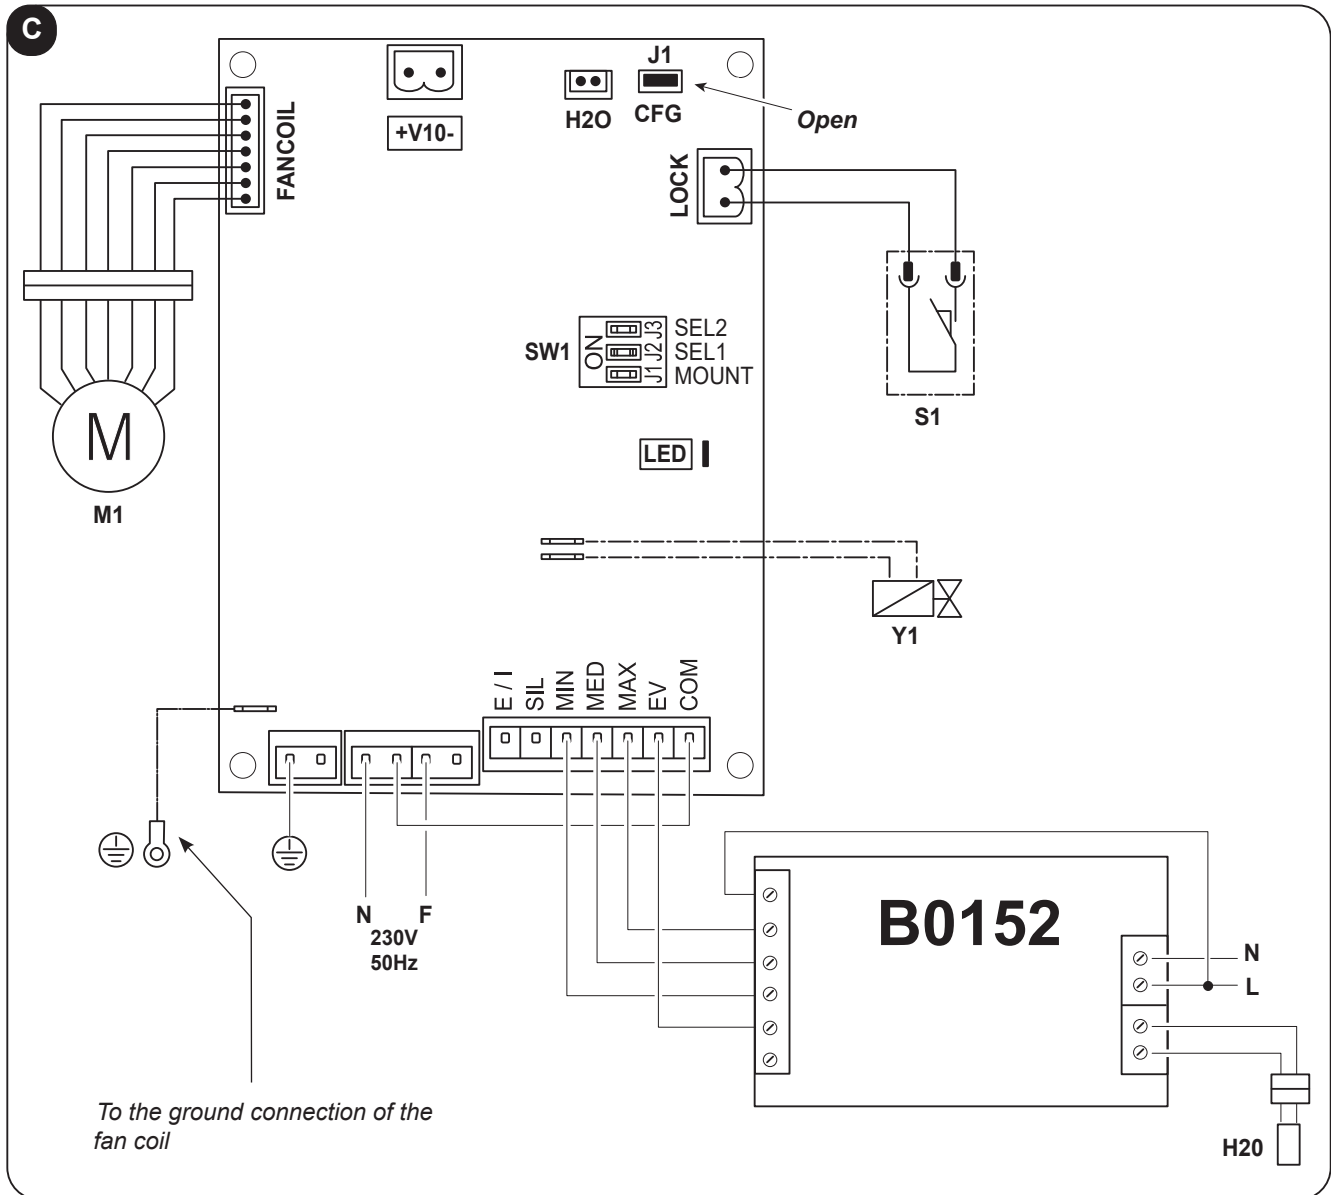 C
J1
H2O
CFG
Open
+V10-
FANCOIL
LOCK
SW1
ON
J3
SEL2
J2
SEL1
J1
MOUNT
S1
LED
M
M1
Y1
E / I
SIL
MIN
MED
MAX
EV
COM
N
F
230V
50Hz
B0152
N
L
To the ground connection of the
fan coil
H20